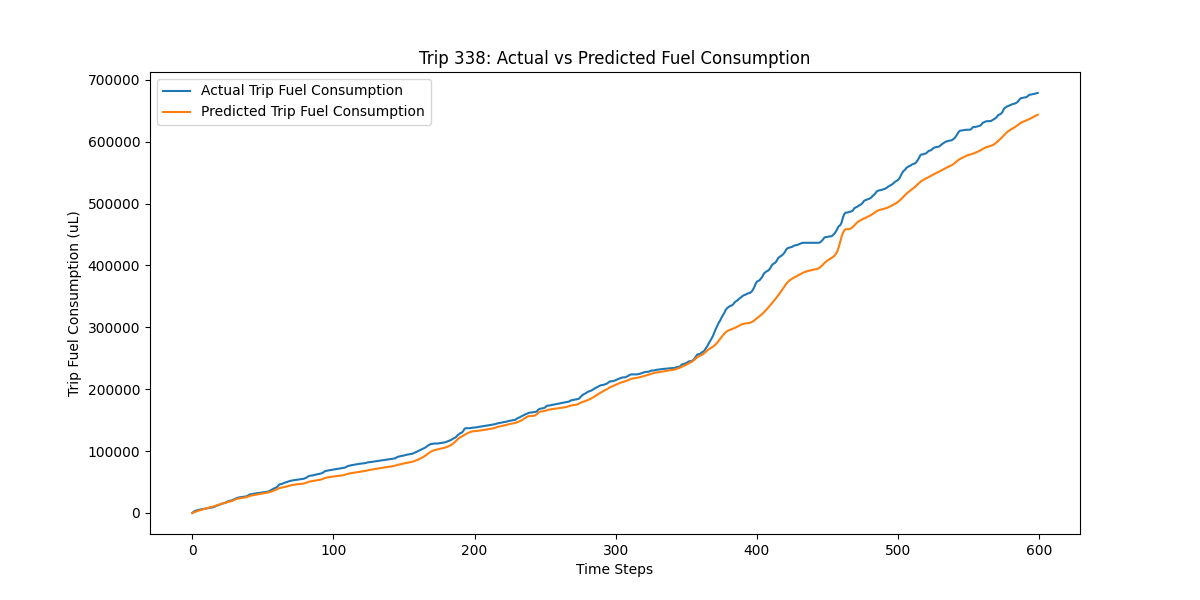 Trip 338: Actual vs Predicted Fuel Consumption
Actual Trip Fuel Consumption
Predicted Trip Fuel Consumption
Trip Fuel Consumption (uL)
700000
600000
500000
400000
300000
200000
100000
0
0 100 200 300 400 500 600
Time Steps